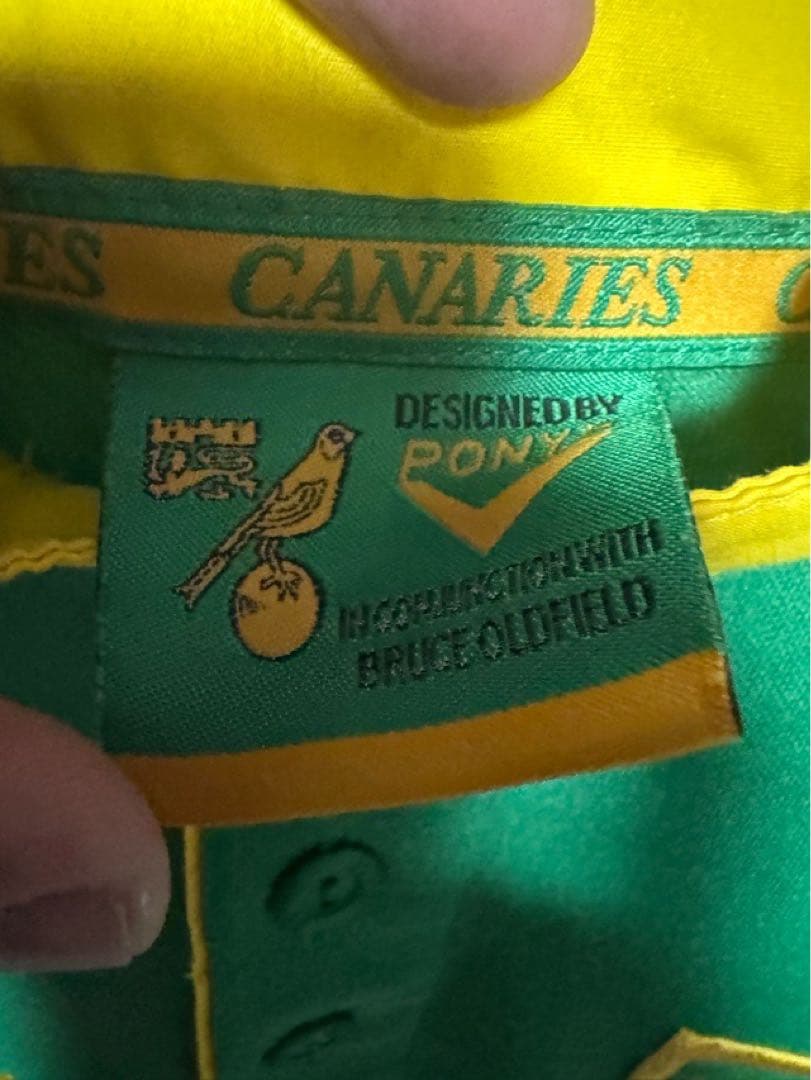 ES CANARIES C
DESIGNED BY
PONY
IN CONJUNCTION WITH
BRUCE OLDFIELD
P
P